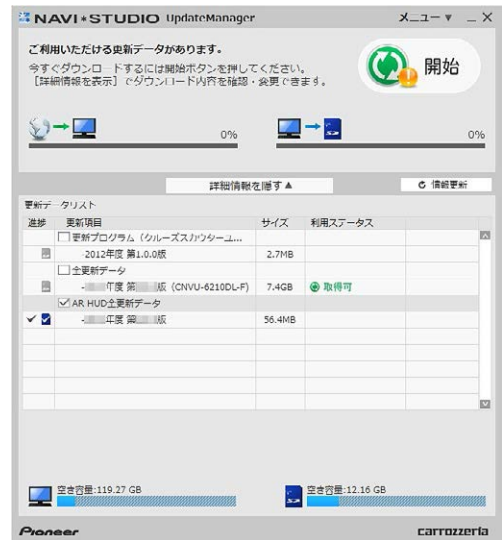 NAVI*STUDIO UpdateManager メニュー ▼ _ X
ご利用いただける更新データがあります。
今すぐダウンロードするには開始ボタンを押してください。
[詳細情報を表示]でダウンロード内容を確認・変更できます。
開始
0% 0%
詳細情報を隠す▲ 情報更新
更新データリスト
進捗 更新項目 サイズ 利用ステータス
更新プログラム(クルーズスカウターユ...
-2012年度 第1.0.0版 2.7MB
全更新データ
- 年度 第 版 (CNVU-6210DL-F) 7.4GB 取得可
AR HUD全更新データ
- 年度 第 版 56.4MB
空き容量:119.27 GB 空き容量:12.16 GB
Pioneer carrozzeria